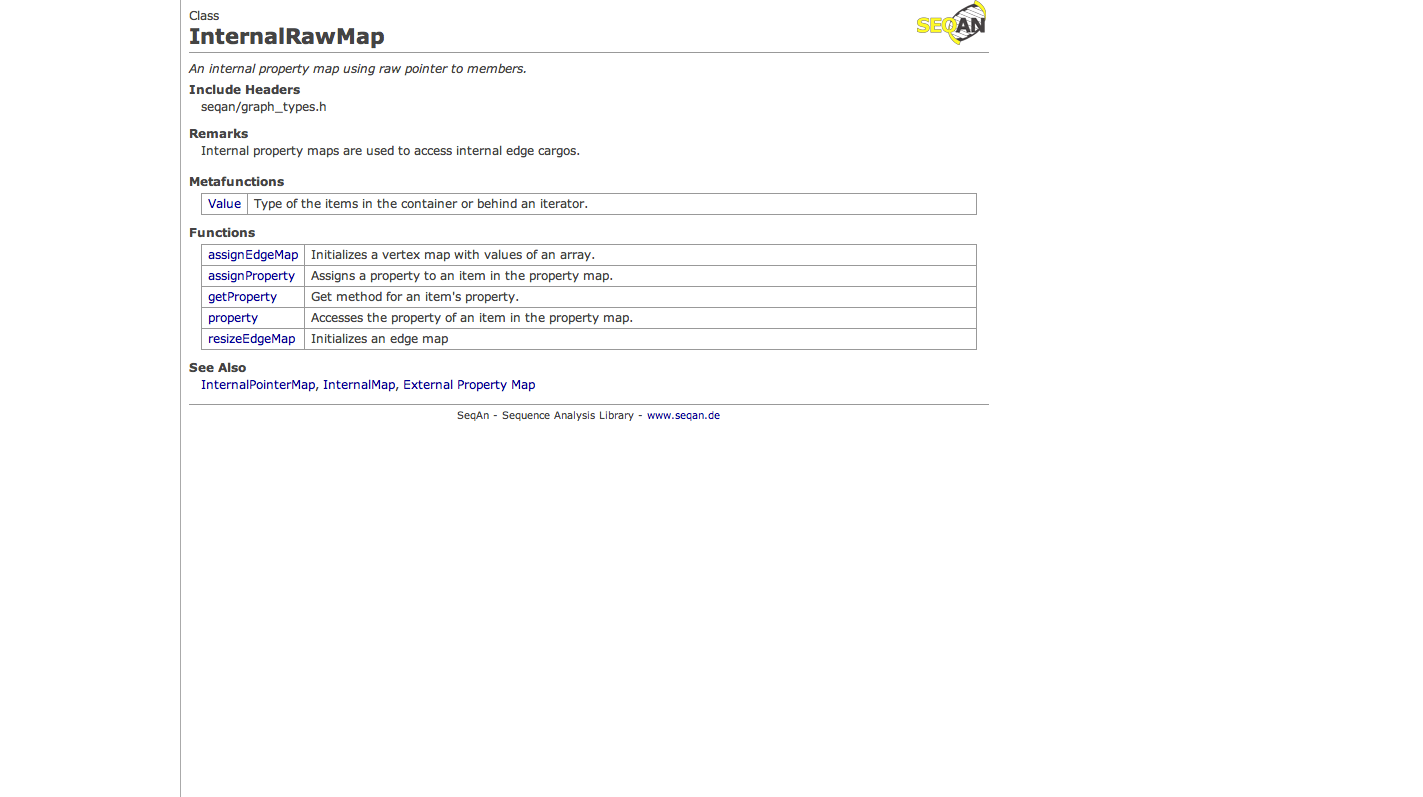 Class
SEQAN
InternalRawMap
An internal property map using raw pointer to members.
Include Headers
seqan/graph_types.h
Remarks
Internal property maps are used to access internal edge cargos.
Metafunctions
Value Type of the items in the container or behind an iterator.
Functions
assignEdgeMap Initializes a vertex map with values of an array.
assignProperty Assigns a property to an item in the property map.
getProperty Get method for an item's property.
property Accesses the property of an item in the property map.
resizeEdgeMap Initializes an edge map
See Also
InternalPointerMap, InternalMap, External Property Map
SeqAn - Sequence Analysis Library - www.seqan.de